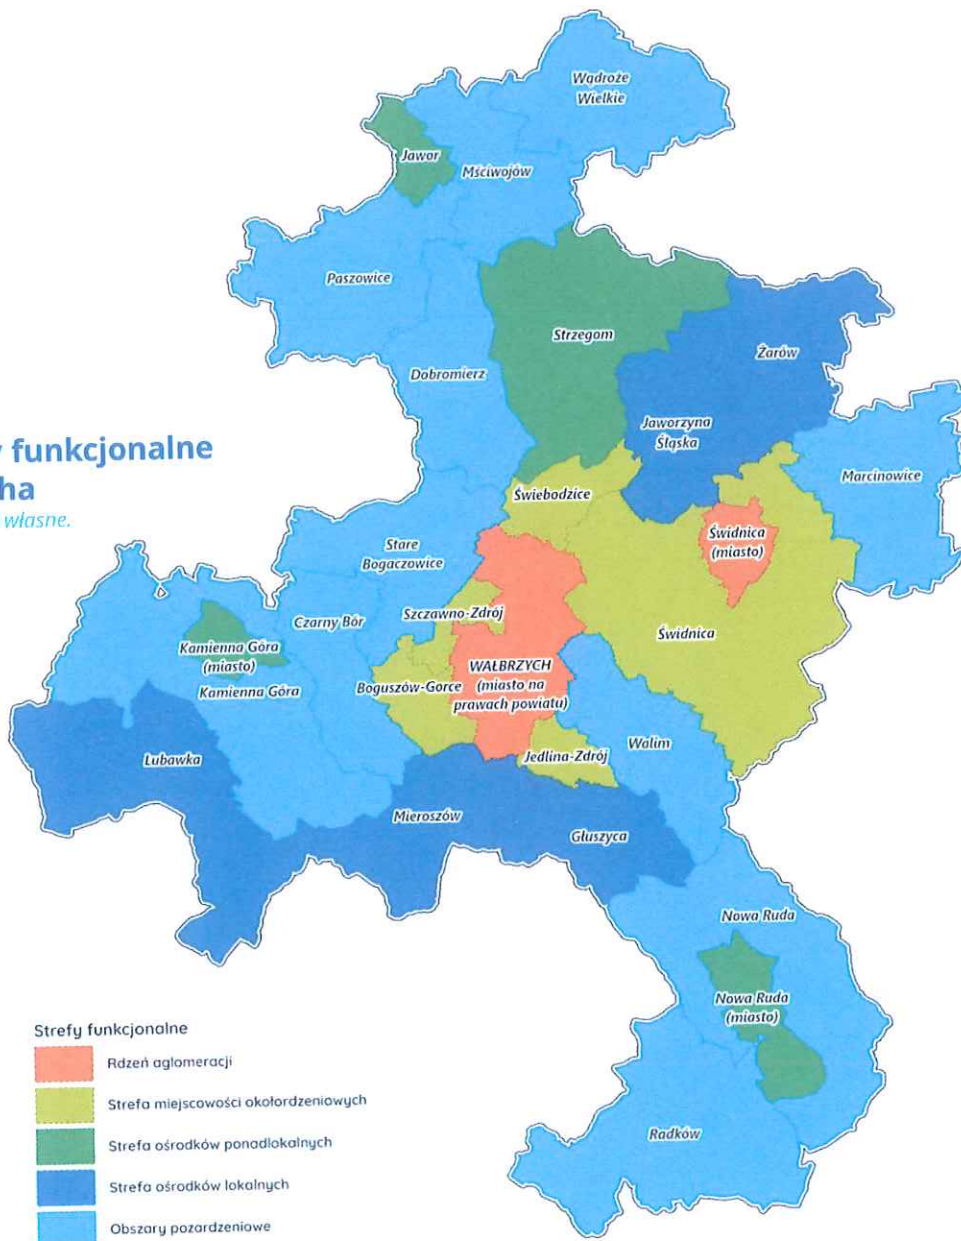 Wądroże
Wielkie
Jawor
Mściwojów
Paszowice
Strzegom
Żarów
Dobromierz
Jaworzyna
Śląska
funkcjonalne
Marcinowice
Świebodzice
własne.
Świdnica
(miasto)
Stare
Bogaczowice
Szczawno-Zdrój
Czarny Bór
Świdnica
Kamienna Góra
(miasto)
WAŁBRZYCH
(miasto na
prawach powiatu)
Boguszów-Gorce
Kamienna Góra
Walim
Jedlina-Zdrój
Lubawka
Mieroszów
Głuszyca
Nowa Ruda
Nowa Ruda
(miasto)
Radków
Strefy funkcjonalne
Rdzeń aglomeracji
Strefa miejscowości okołordzeniowych
Strefa ośrodków ponadlokalnych
Strefa ośrodków lokalnych
Obszary pozardzeniowe